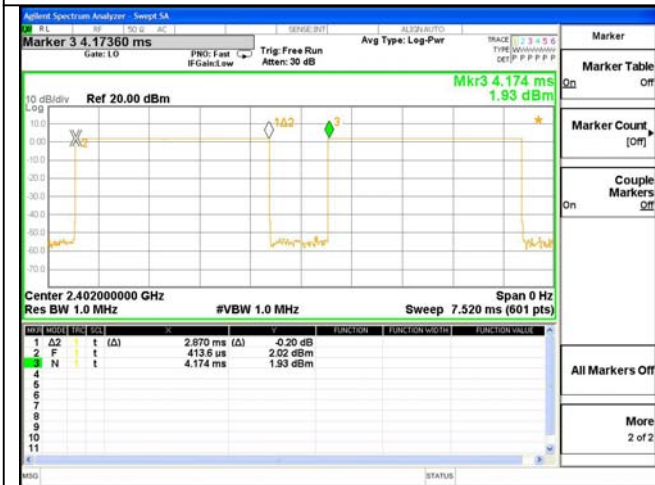 Agilent Spectrum Analyzer - Swept SA
RL RF 50 Ω AC SENSE:INT ALIGN AUTO
Marker 3 4.17360 ms
Gate: LO
PNO: Fast
IFGain:Low
Trig: Free Run
Atten: 30 dB
Avg Type: Log-Pwr
TRACE 1 2 3 4 5 6
TYPE
DET P P P P P P
Mkr3 4.174 ms
1.93 dBm
10 dB/div Ref 20.00 dBm
Log
10.0
0.00
-10.0
-20.0
-30.0
-40.0
-50.0
-60.0
-70.0
X2
1Δ2
3
Center 2.402000000 GHz
Span 0 Hz
Res BW 1.0 MHz
#VBW 1.0 MHz
Sweep 7.520 ms (601 pts)
MKR MODE TRC SCL X Y FUNCTION FUNCTION WIDTH FUNCTION VALUE
1 Δ2 1 t (Δ) 2.870 ms (Δ) -0.20 dB
2 F 1 t 413.6 us 2.02 dBm
3 N 1 t 4.174 ms 1.93 dBm
4
5
6
7
8
9
10
11
MSG
STATUS
Marker
Marker Table
On Off
Marker Count
[Off]
Couple
Markers
On Off
All Markers Off
More
2 of 2